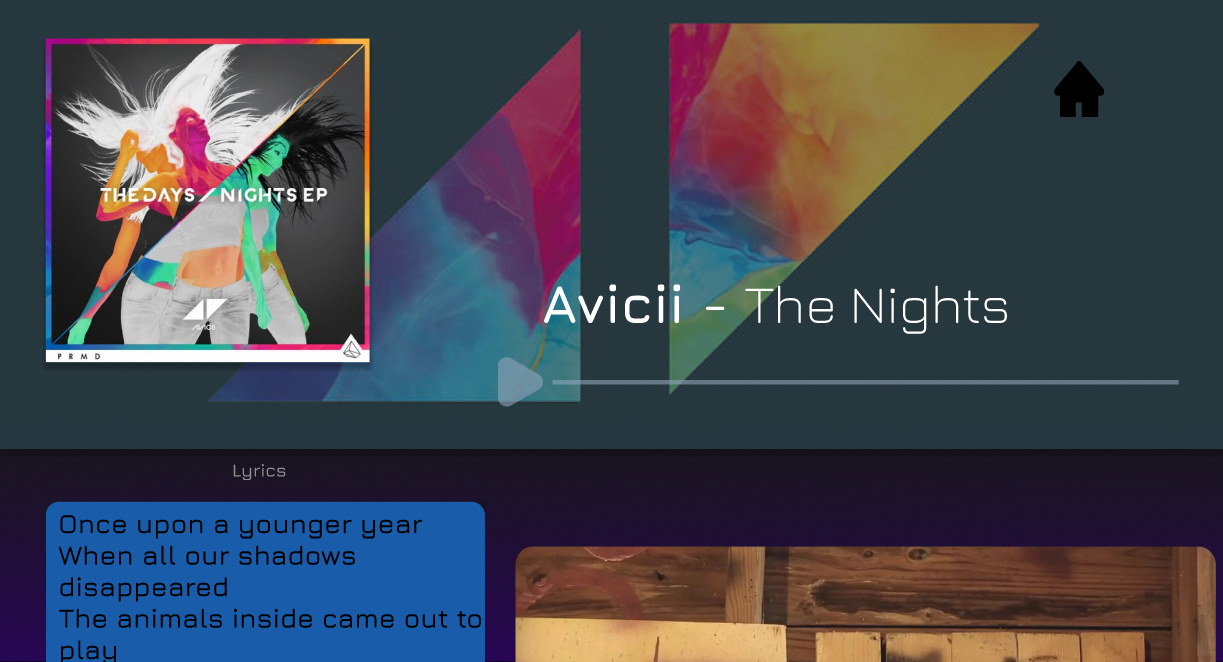 THE DAYS / NIGHTS EP
AVICII
PRMD
Avicii - The Nights
Lyrics
Once upon a younger year
When all our shadows
disappeared
The animals inside came out to
play